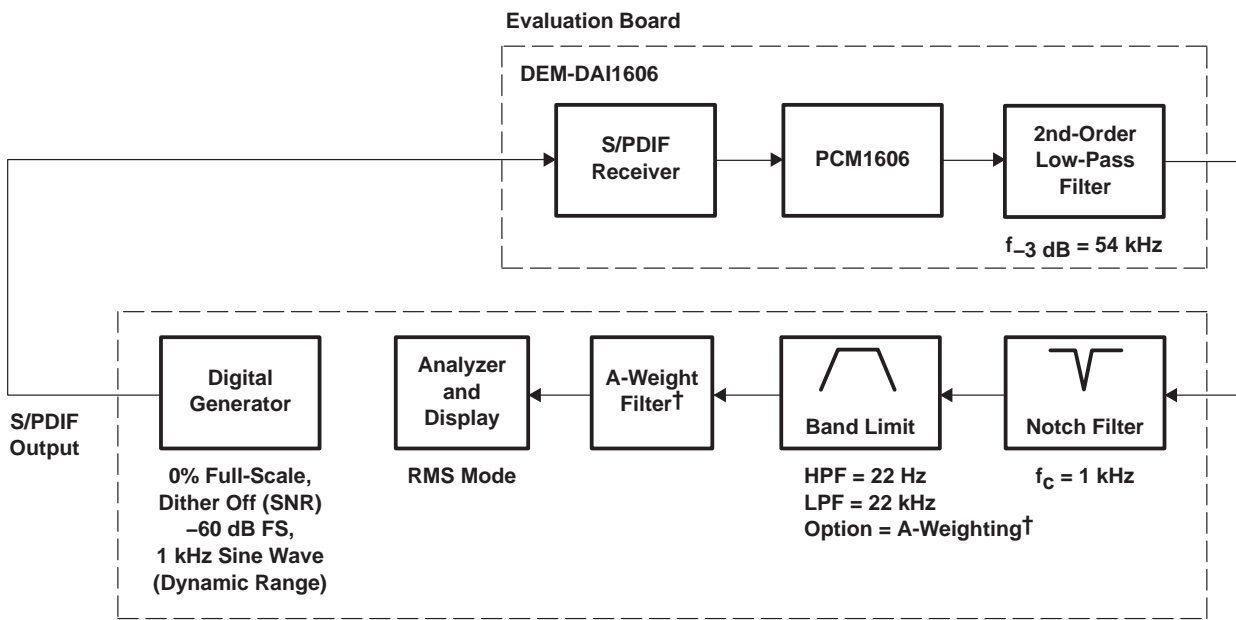 Evaluation Board
DEM-DAI1606
S/PDIF
Receiver
PCM1606
2nd-Order
Low-Pass
Filter
f–3 dB = 54 kHz
S/PDIF
Output
Digital
Generator
0% Full-Scale,
Dither Off (SNR)
–60 dB FS,
1 kHz Sine Wave
(Dynamic Range)
Analyzer
and
Display
RMS Mode
A-Weight
Filter†
Band Limit
HPF = 22 Hz
LPF = 22 kHz
Option = A-Weighting†
Notch Filter
fc = 1 kHz